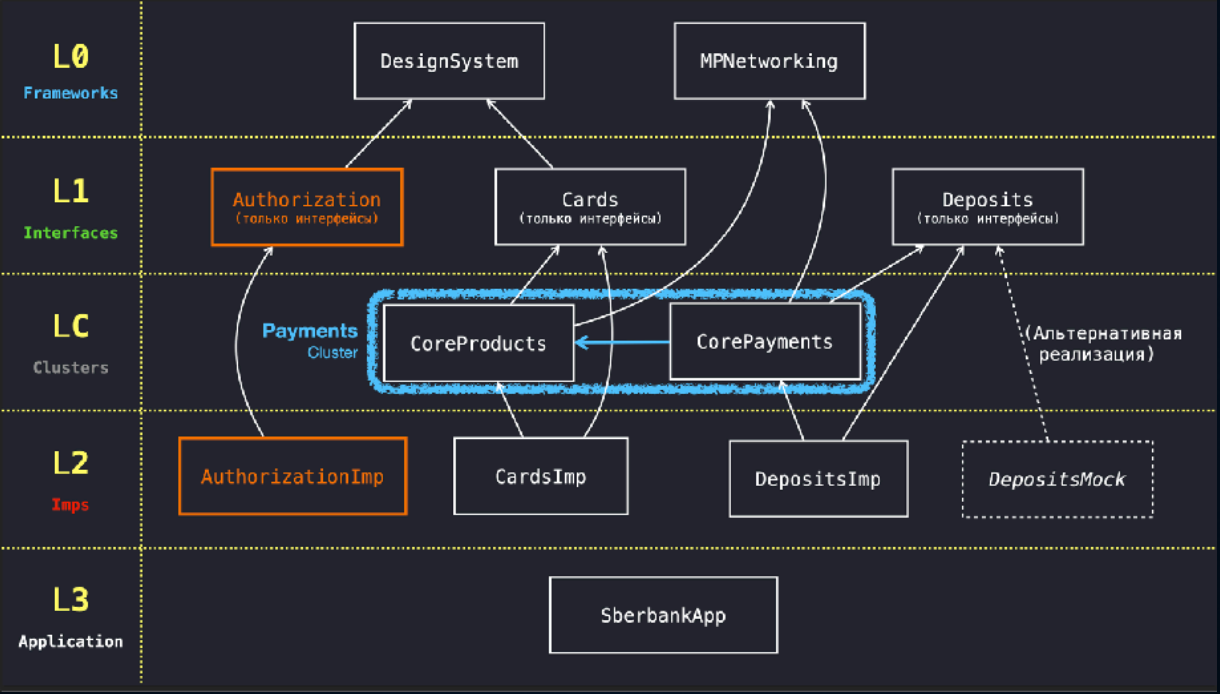 L0
Frameworks
DesignSystem
MPNetworking
L1
Interfaces
Authorization
(только интерфейсы)
Cards
(только интерфейсы)
Deposits
(только интерфейсы)
LC
Clusters
Payments
Cluster
CoreProducts
CorePayments
(Альтернативная
реализация)
L2
Imps
AuthorizationImp
CardsImp
DepositsImp
DepositsMock
L3
Application
SberbankApp